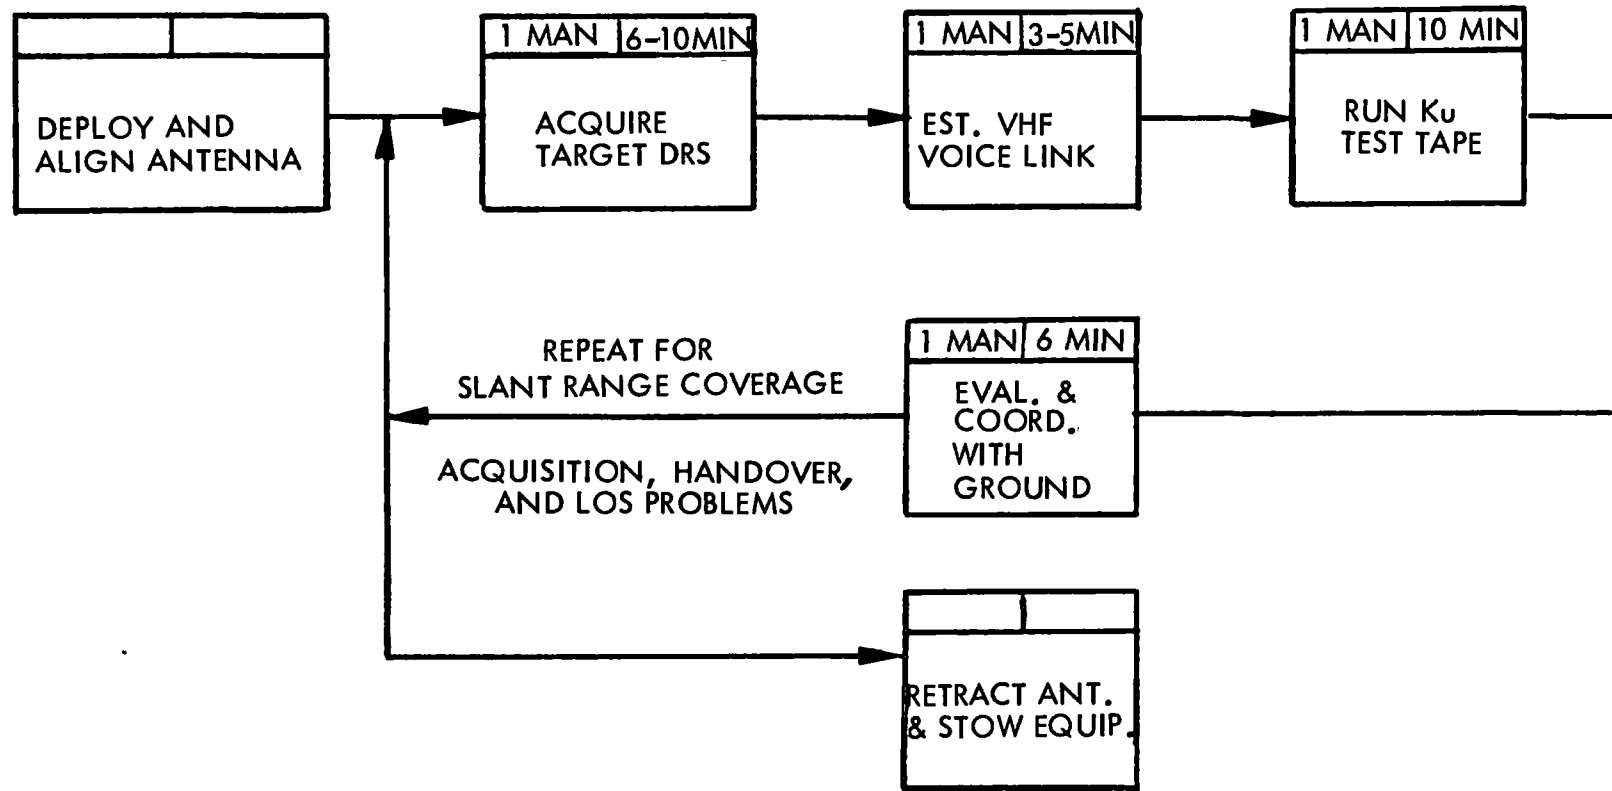 DEPLOY AND
ALIGN ANTENNA
1 MAN 6-10MIN
ACQUIRE
TARGET DRS
1 MAN 3-5MIN
EST. VHF
VOICE LINK
1 MAN 10 MIN
RUN Ku
TEST TAPE
REPEAT FOR
SLANT RANGE COVERAGE
ACQUISITION, HANDOVER,
AND LOS PROBLEMS
1 MAN 6 MIN
EVAL. &
COORD.
WITH
GROUND
RETRACT ANT.
& STOW EQUIP.